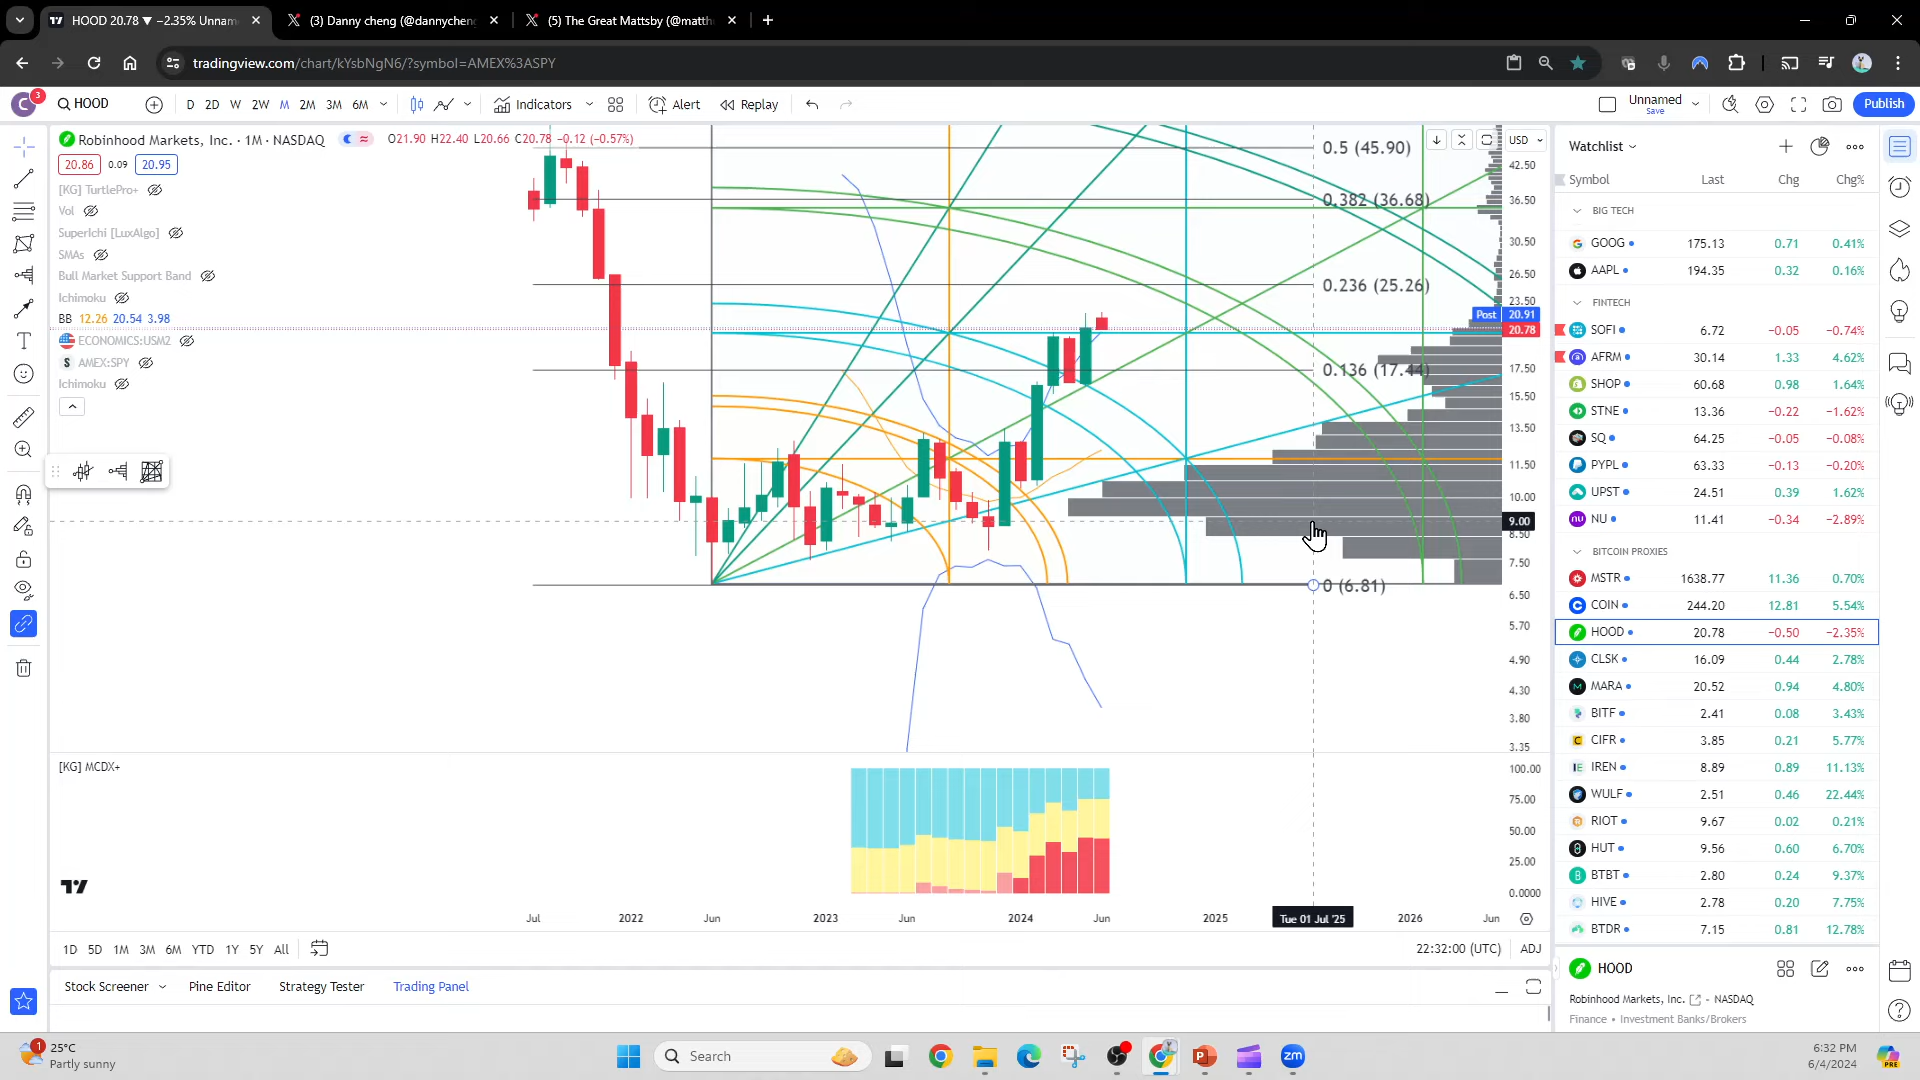 HOOD 20.78 ▼ −2.35% Unnam
(3) Danny cheng (@dannychen
(5) The Great Mattsby (@matth
tradingview.com/chart/kYsbNgN6/?symbol=AMEX%3ASPY
C 3
HOOD
D 2D W 2W M 2M 3M 6M
Indicators
Alert
Replay
Unnamed
Save
Publish
Robinhood Markets, Inc. · 1M · NASDAQ
O21.90 H22.40 L20.66 C20.78 −0.12 (−0.57%)
20.86 0.09 20.95
[KG] TurtlePro+
Vol
SuperIchi [LuxAlgo]
SMAs
Bull Market Support Band
Ichimoku
BB 12.26 20.54 3.98
ECONOMICS:USM2
AMEX:SPY
Ichimoku
0.5 (45.90)
0.382 (36.68)
0.236 (25.26)
0.136 (17.44)
0 (6.81)
USD
42.50
36.50
30.50
26.50
23.50
Post 20.91
20.78
17.50
15.50
13.50
11.50
10.00
9.00
8.50
7.50
6.50
5.70
4.90
4.30
3.80
3.35
[KG] MCDX+
100.00
75.00
50.00
25.00
0.0000
Jul 2022 Jun 2023 Jun 2024 Jun 2025 Tue 01 Jul '25 2026 Jun
1D 5D 1M 3M 6M YTD 1Y 5Y All
22:32:00 (UTC) ADJ
Stock Screener Pine Editor Strategy Tester Trading Panel
Watchlist
Symbol Last Chg Chg%
BIG TECH
GOOG 175.13 0.71 0.41%
AAPL 194.35 0.32 0.16%
FINTECH
SOFI 6.72 −0.05 −0.74%
AFRM 30.14 1.33 4.62%
SHOP 60.68 0.98 1.64%
STNE 13.36 −0.22 −1.62%
SQ 64.25 −0.05 −0.08%
PYPL 63.33 −0.13 −0.20%
UPST 24.51 0.39 1.62%
NU 11.41 −0.34 −2.89%
BITCOIN PROXIES
MSTR 1638.77 11.36 0.70%
COIN 244.20 12.81 5.54%
HOOD 20.78 −0.50 −2.35%
CLSK 16.09 0.44 2.78%
MARA 20.52 0.94 4.80%
BITF 2.41 0.08 3.43%
CIFR 3.85 0.21 5.77%
IREN 8.89 0.89 11.13%
WULF 2.51 0.46 22.44%
RIOT 9.67 0.02 0.21%
HUT 9.56 0.60 6.70%
BTBT 2.80 0.24 9.37%
HIVE 2.78 0.20 7.75%
BTDR 7.15 0.81 12.78%
HOOD
Robinhood Markets, Inc. · NASDAQ
Finance • Investment Banks/Brokers
1
25°C
Partly sunny
Search
zm
6:32 PM
6/4/2024
PRE